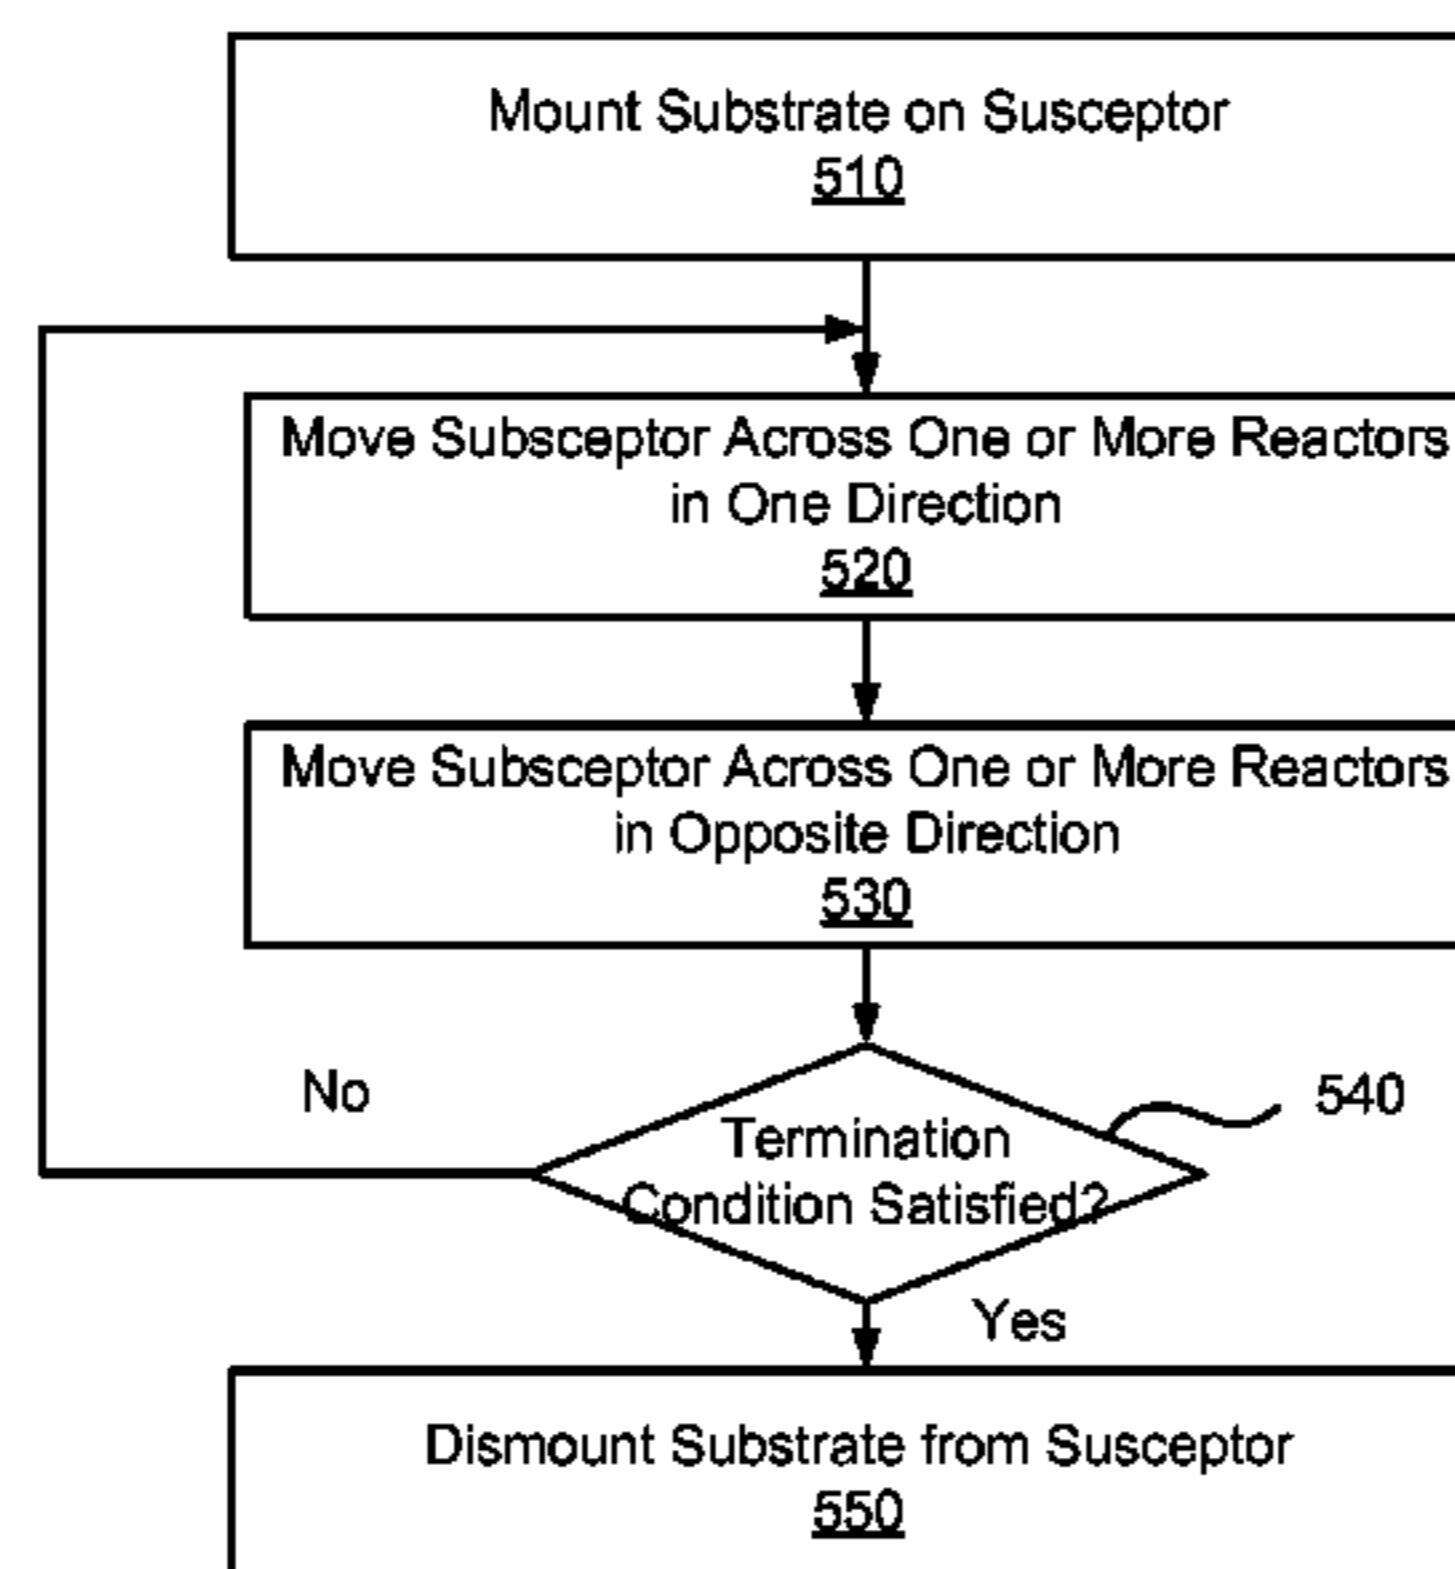 Mount Substrate on Susceptor
510
Move Subsceptor Across One or More Reactors
in One Direction
520
Move Subsceptor Across One or More Reactors
in Opposite Direction
530
No
540
Termination
Condition Satisfied?
Yes
Dismount Substrate from Susceptor
550